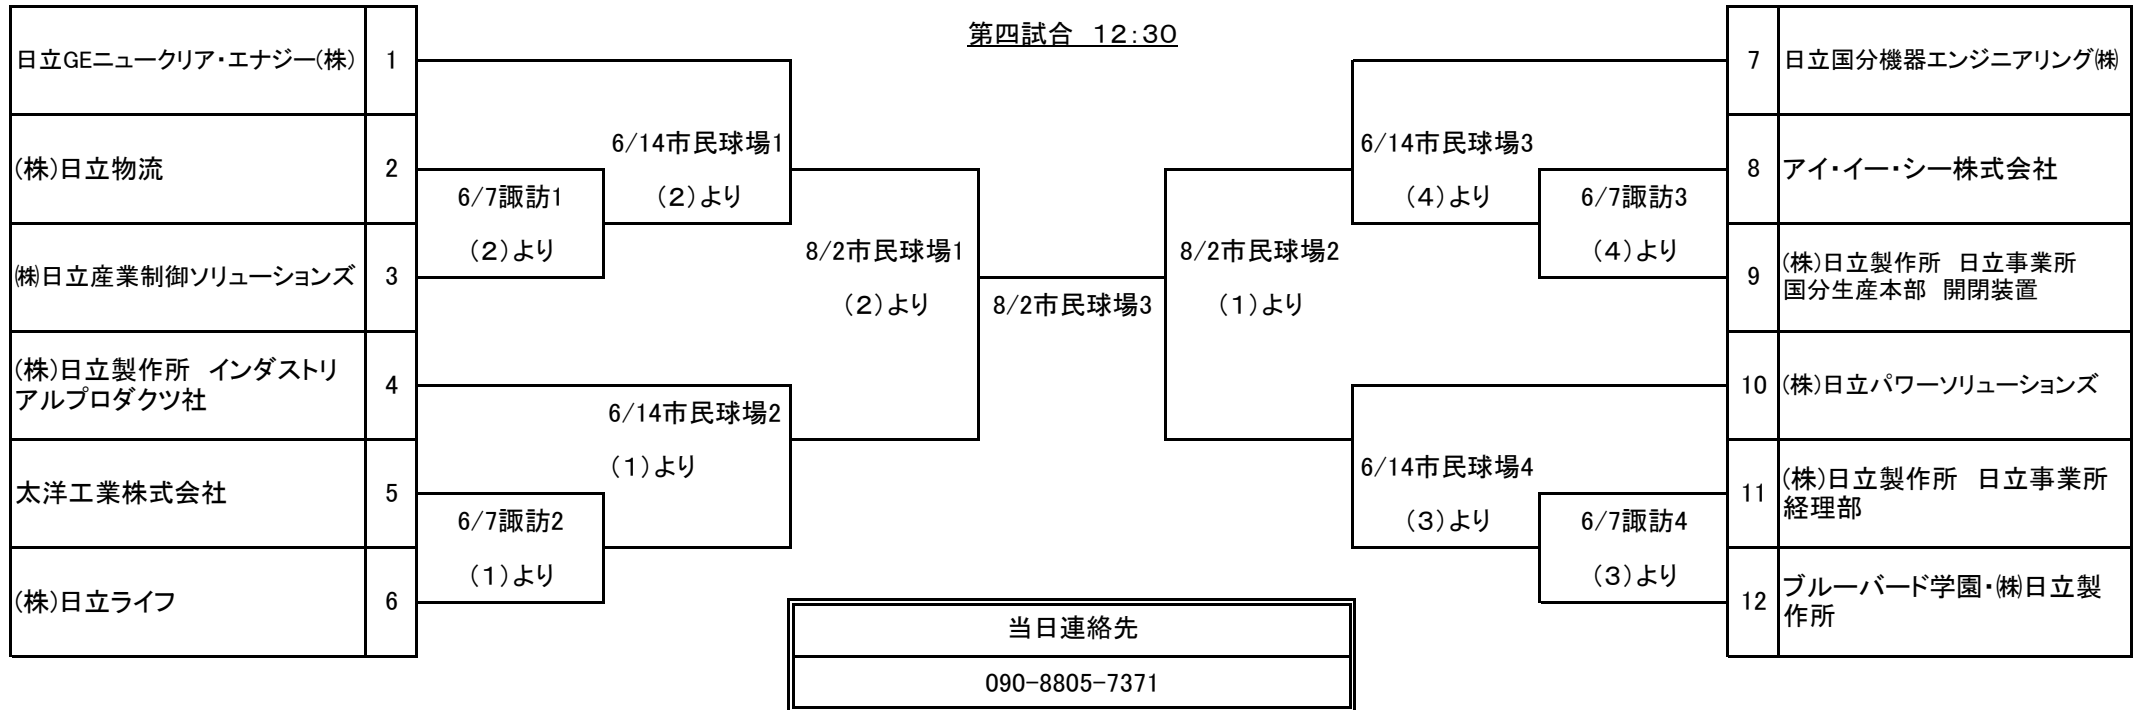 第四試合　12:30
日立GEニュークリア・エナジー(株)
1
(株)日立物流
2
㈱日立産業制御ソリューションズ
3
(株)日立製作所　インダストリ
アルプロダクツ社
4
太洋工業株式会社
5
(株)日立ライフ
6
6/7諏訪1
(2)より
6/7諏訪2
(1)より
6/14市民球場1
(2)より
6/14市民球場2
(1)より
8/2市民球場1
(2)より
8/2市民球場3
8/2市民球場2
(1)より
6/14市民球場3
(4)より
6/14市民球場4
(3)より
6/7諏訪3
(4)より
6/7諏訪4
(3)より
7
日立国分機器エンジニアリング㈱
8
アイ・イー・シー株式会社
9
(株)日立製作所　日立事業所
国分生産本部　開閉装置
10
(株)日立パワーソリューションズ
11
(株)日立製作所　日立事業所
経理部
12
ブルーバード学園・㈱日立製
作所
当日連絡先
090-8805-7371